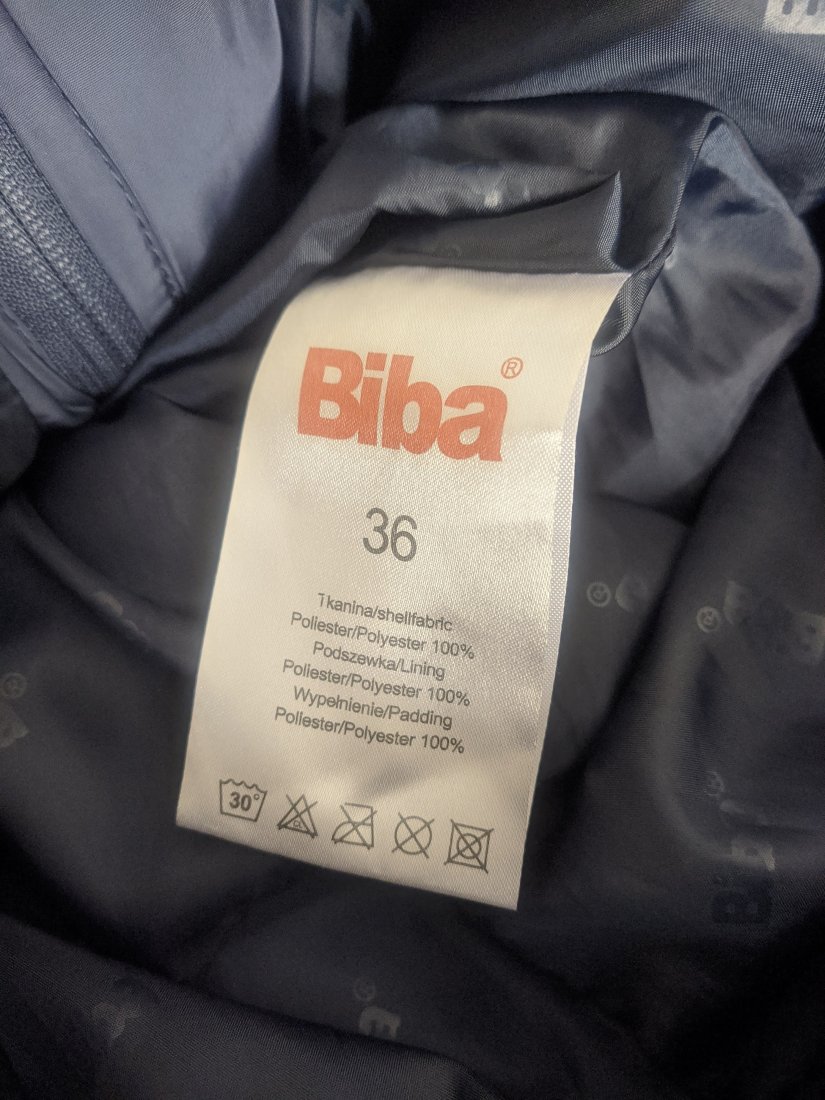 Biba®
36
Tkanina/shellfabric
Poliester/Polyester 100%
Podszewka/Lining
Poliester/Polyester 100%
Wypełnienie/Padding
Poliester/Polyester 100%
30°